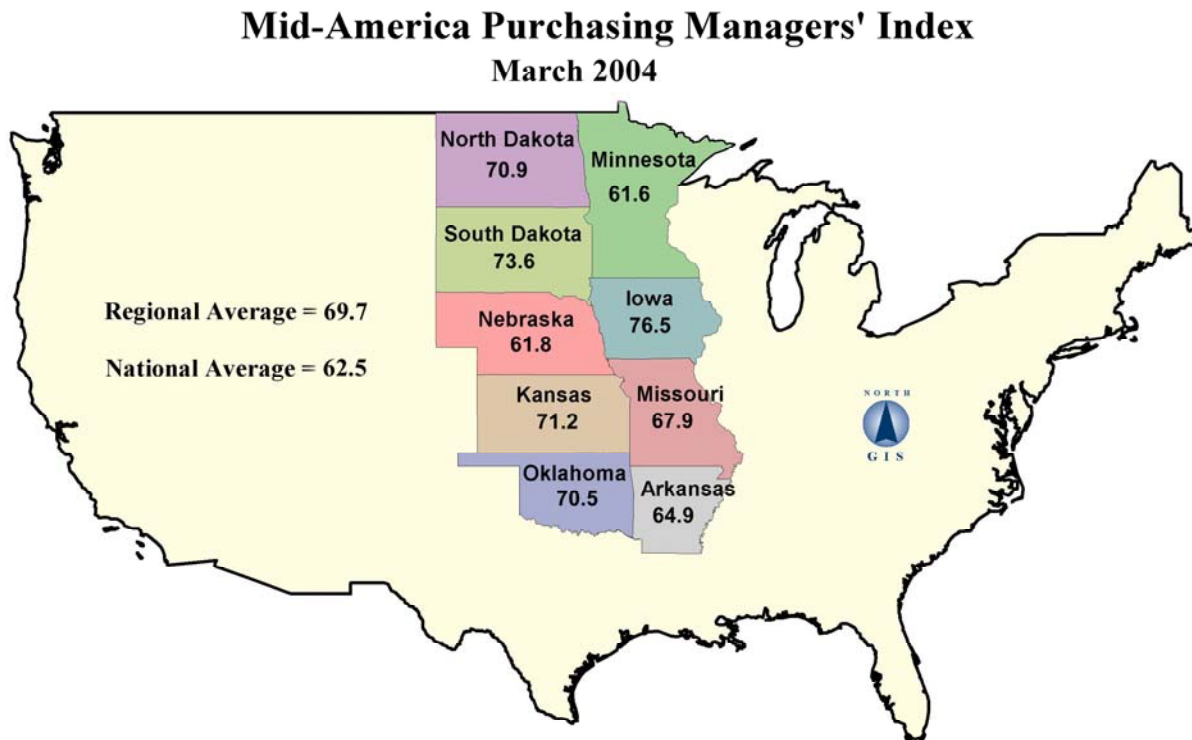 Mid-America Purchasing Managers' Index
March 2004
North Dakota
70.9
Minnesota
61.6
South Dakota
73.6
Iowa
76.5
Regional Average = 69.7
Nebraska
61.8
National Average = 62.5
Kansas
71.2
Missouri
67.9
NORTH
GIS
Oklahoma
70.5
Arkansas
64.9